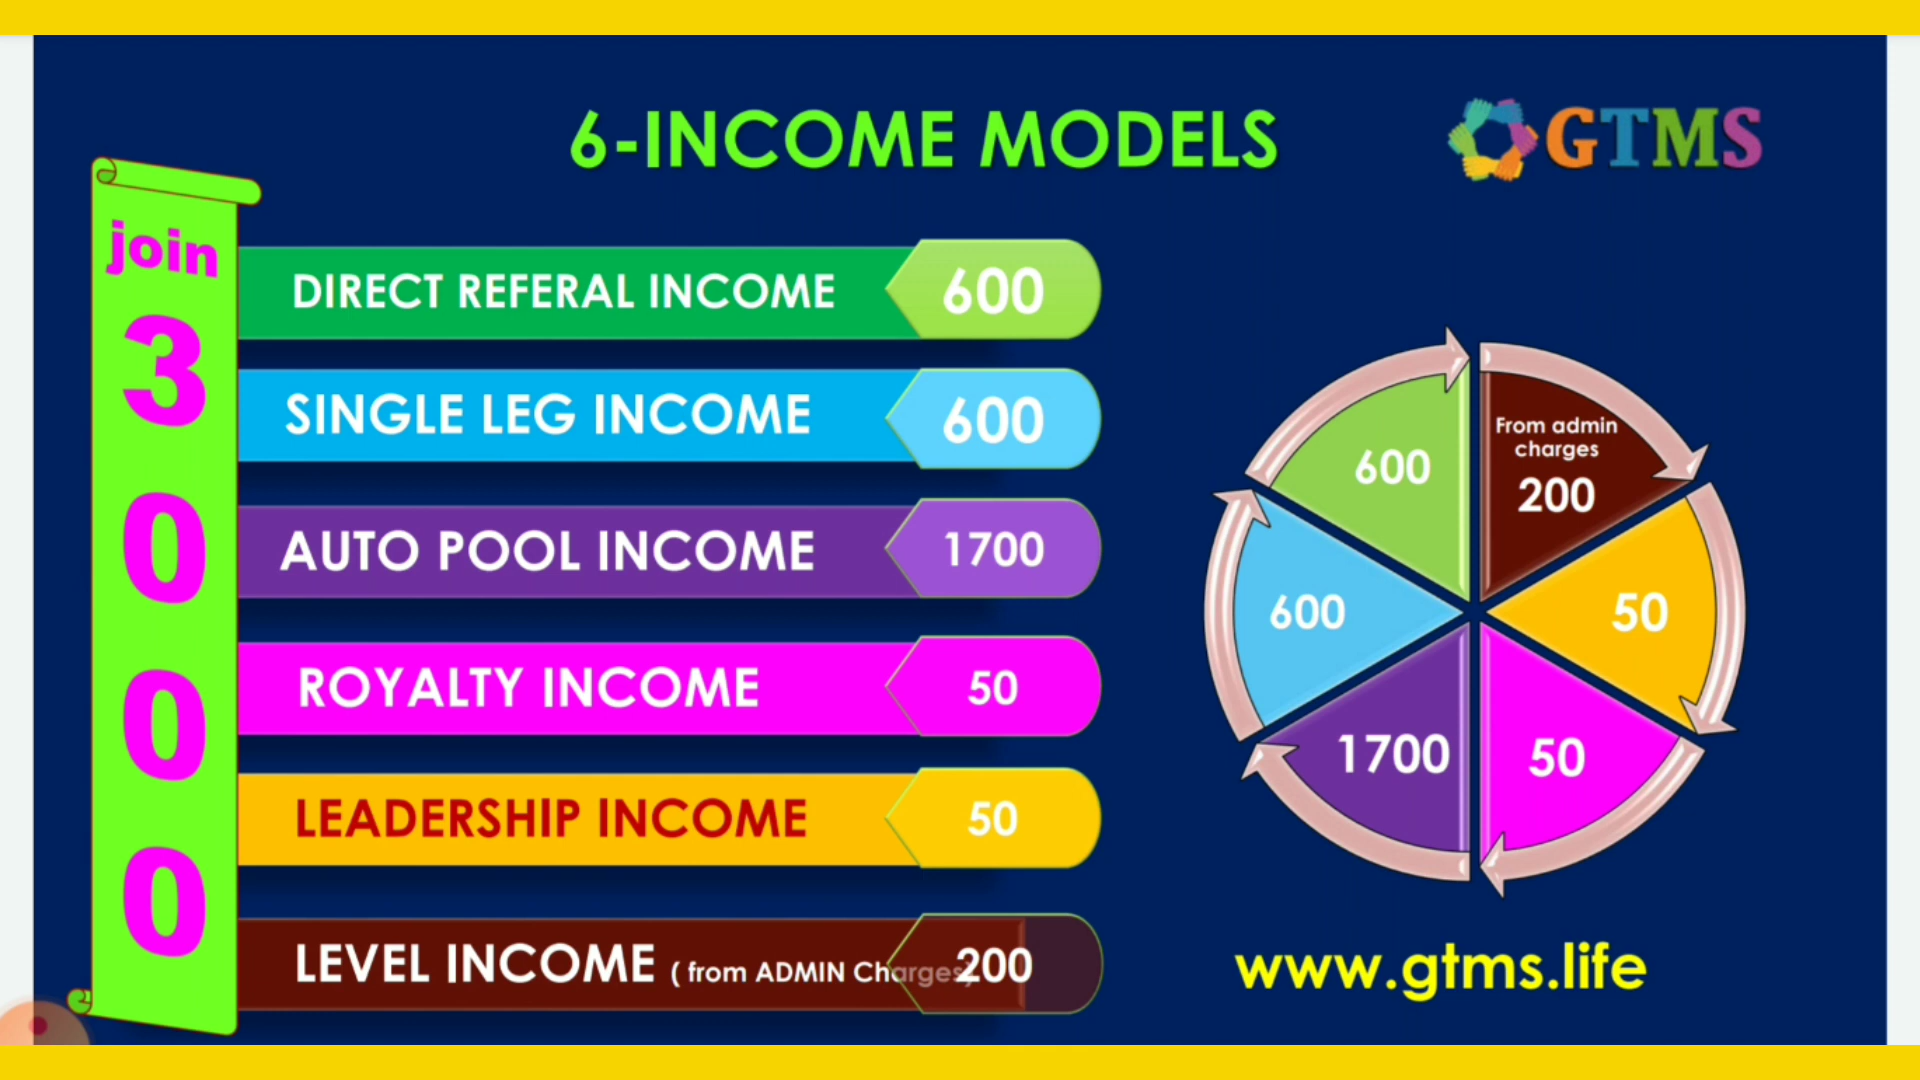 6-INCOME MODELS
GTMS
join
3
0
0
0
DIRECT REFERAL INCOME 600
SINGLE LEG INCOME 600
AUTO POOL INCOME 1700
ROYALTY INCOME 50
LEADERSHIP INCOME 50
LEVEL INCOME ( from ADMIN Charges) 200
600
From admin
charges
200
600
50
1700
50
www.gtms.life